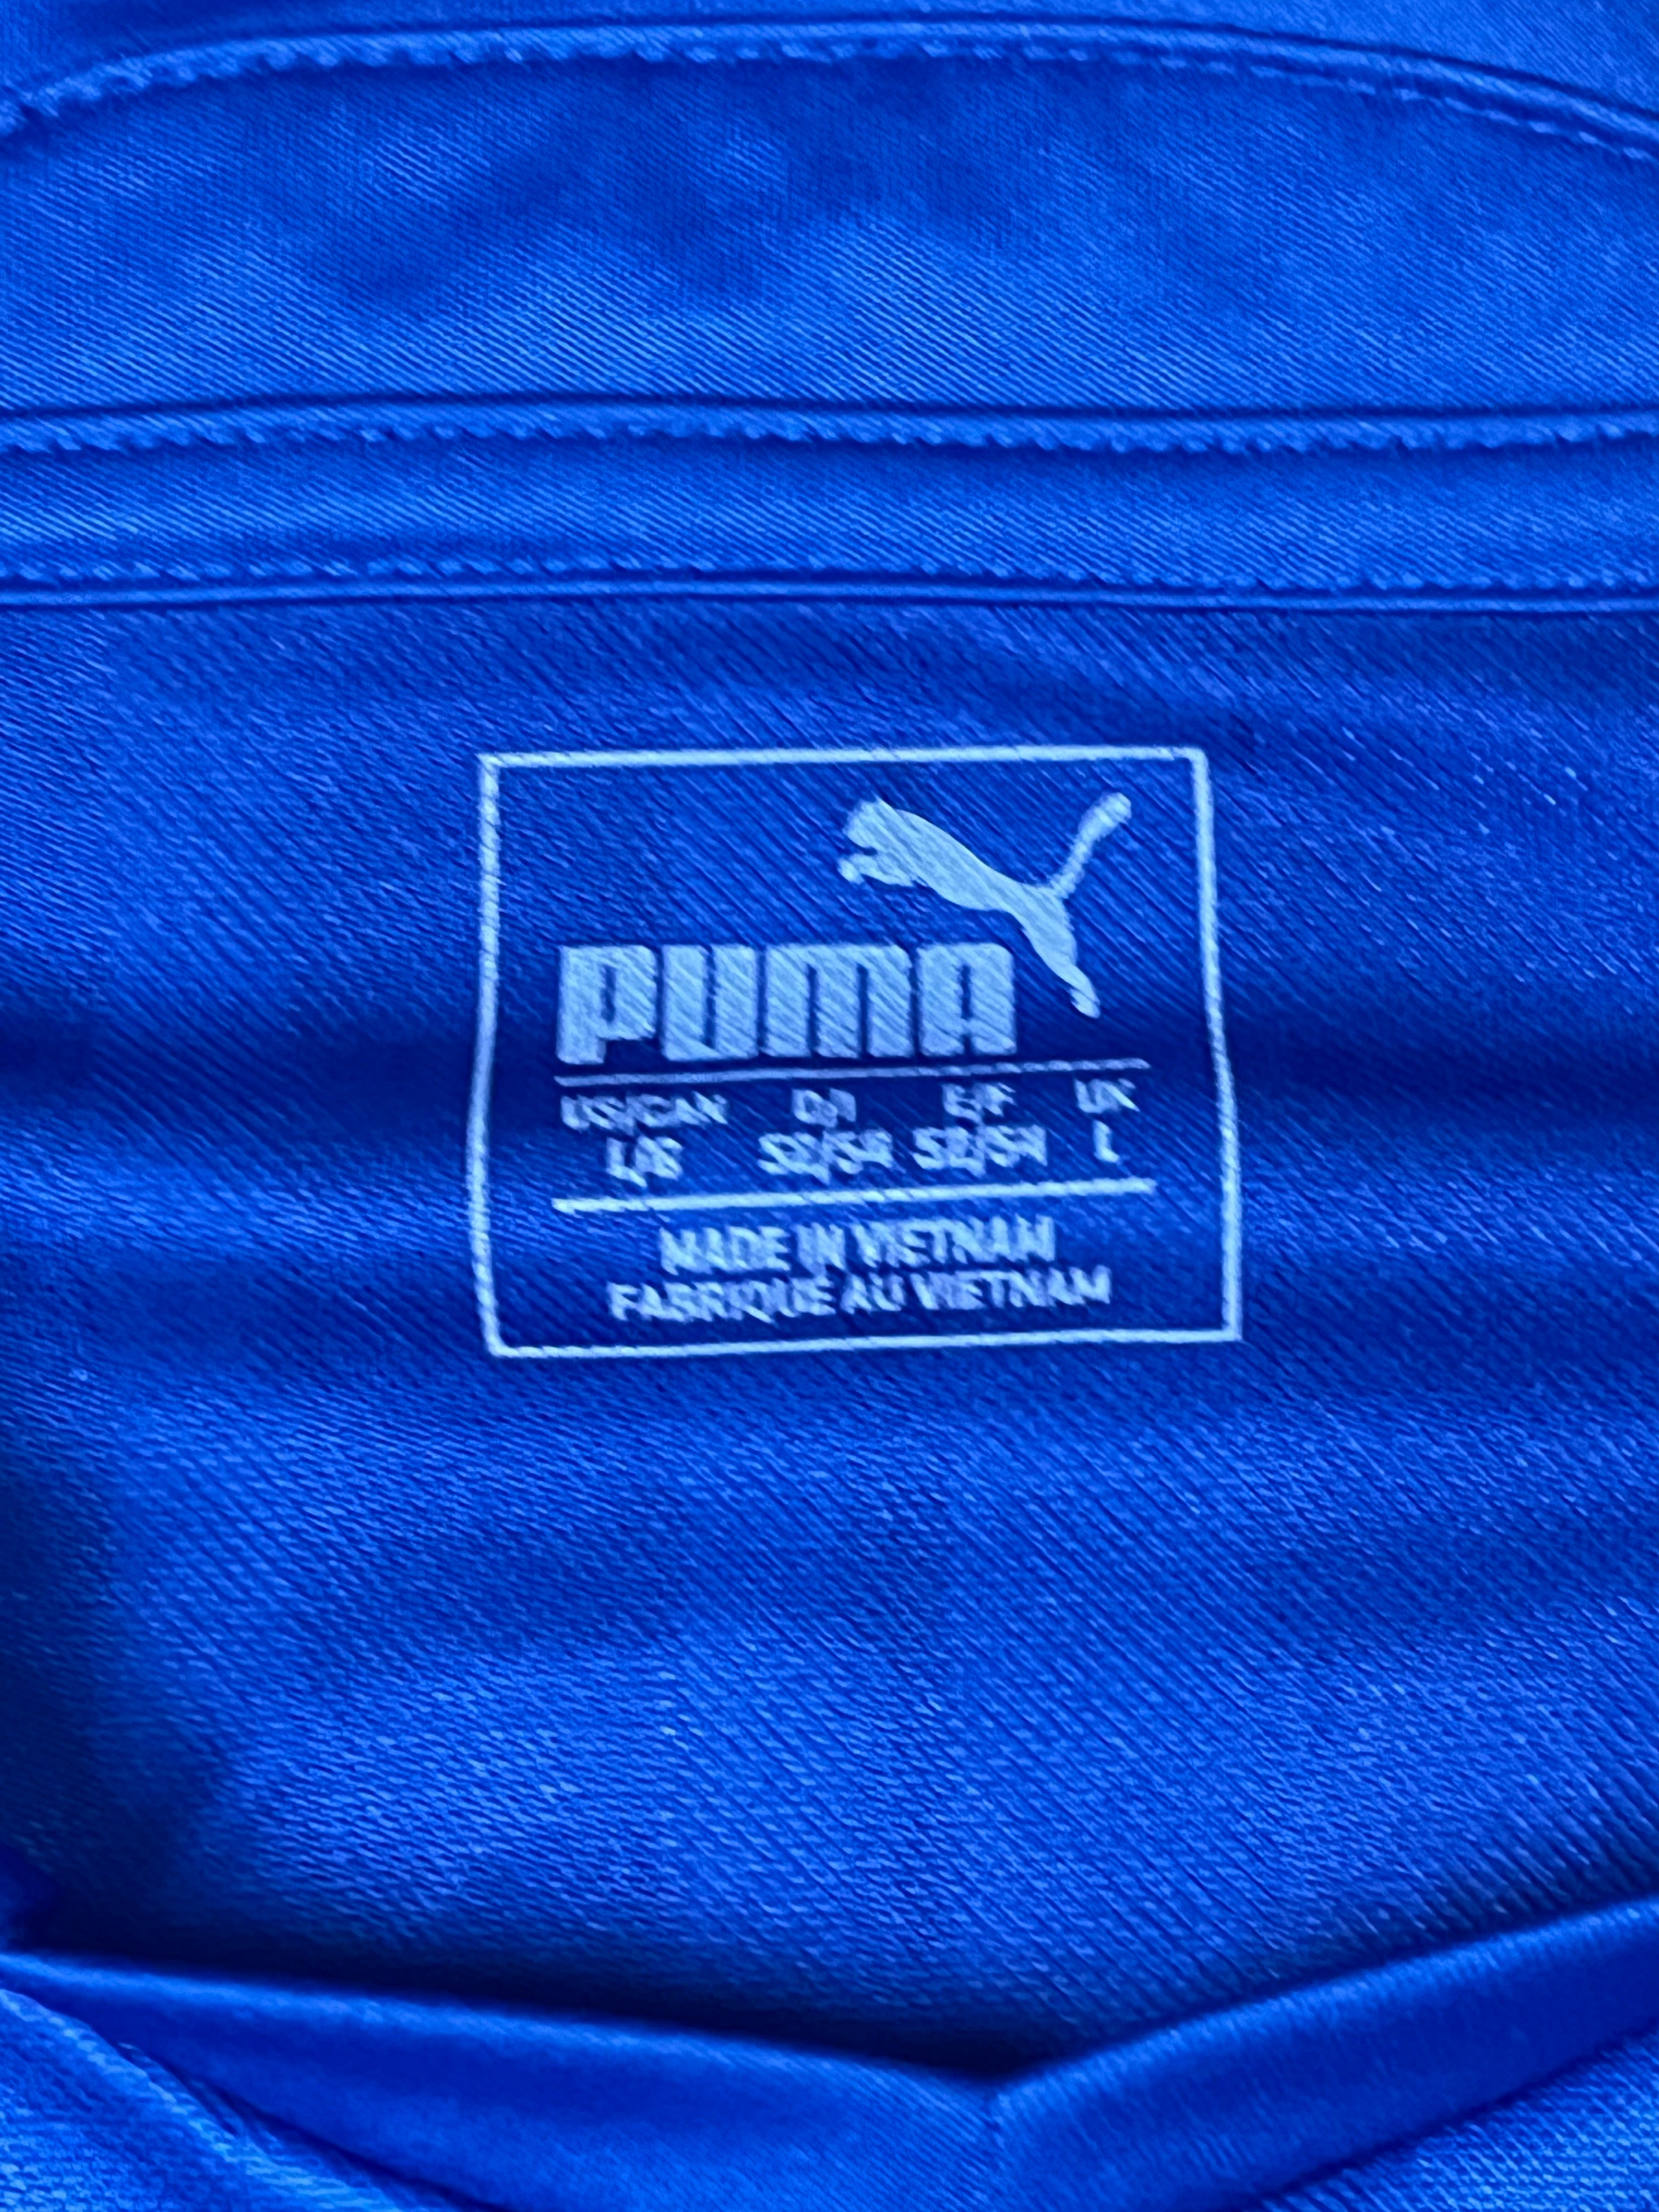 PUMA
US/CAN D/I E/F UK
L/G 52/54 52/54 L
MADE IN VIETNAM
FABRIQUÉ AU VIETNAM